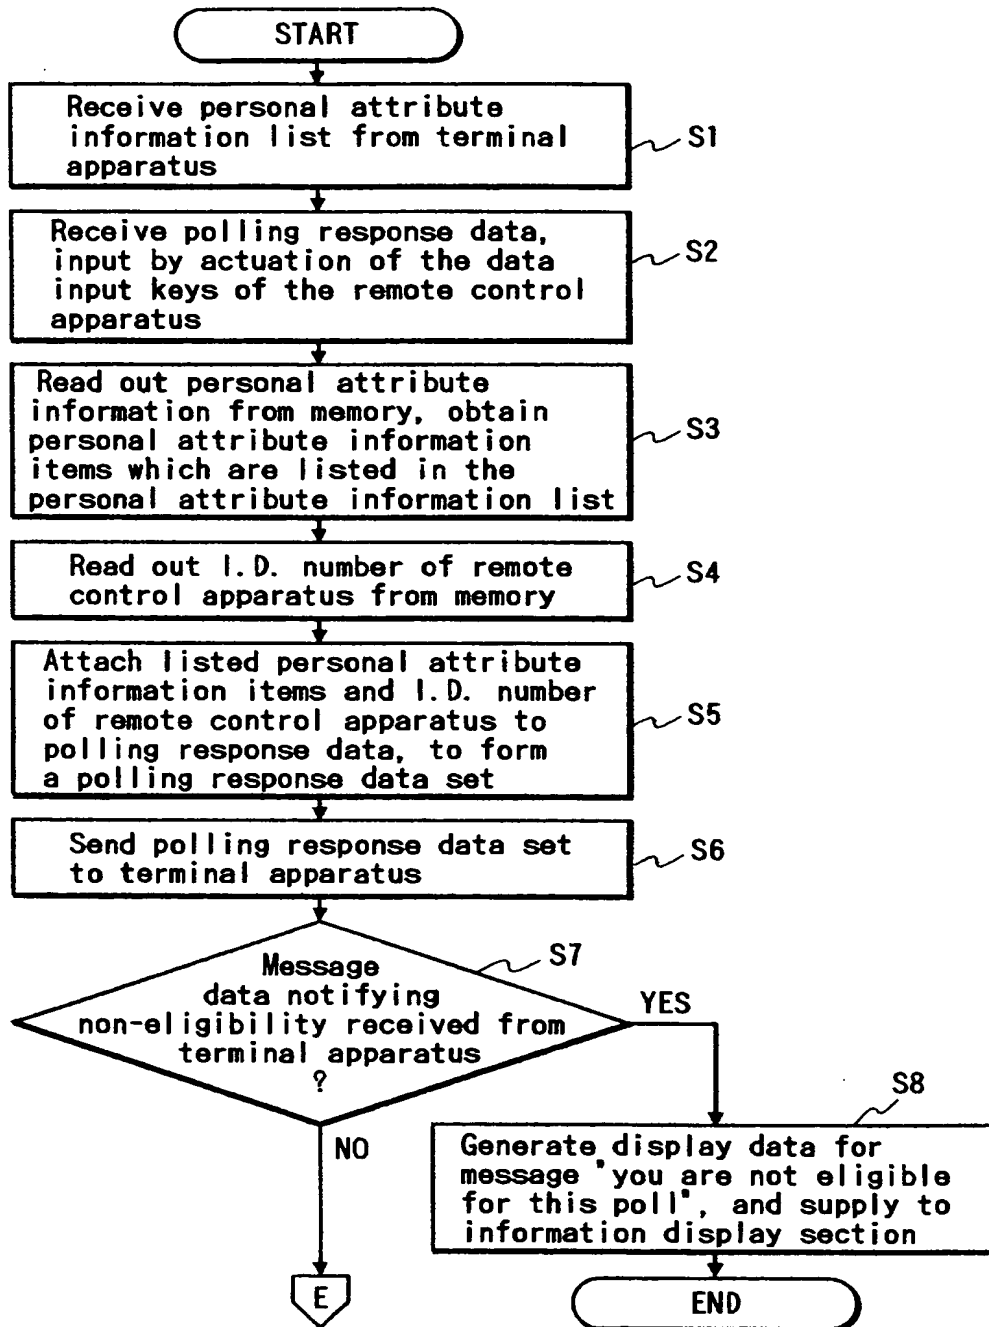 START
Receive personal attribute
information list from terminal
apparatus
S1
Receive polling response data,
input by actuation of the data
input keys of the remote control
apparatus
S2
Read out personal attribute
information from memory, obtain
personal attribute information
items which are listed in the
personal attribute information list
S3
Read out I.D. number of remote
control apparatus from memory
S4
Attach listed personal attribute
information items and I.D. number
of remote control apparatus to
polling response data, to form
a polling response data set
S5
Send polling response data set
to terminal apparatus
S6
Message
data notifying
non-eligibility received from
terminal apparatus
?
S7
YES
NO
S8
Generate display data for
message "you are not eligible
for this poll", and supply to
information display section
E
END